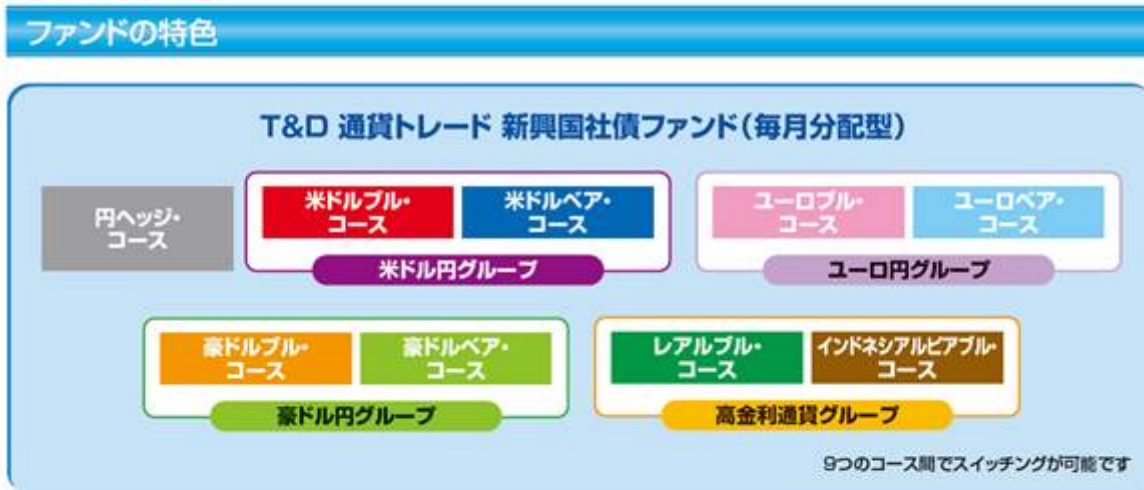 ファンドの特色
T&D 通貨トレード 新興国社債ファンド（毎月分配型）
円ヘッジ・
コース
米ドルブル・
コース
米ドルベア・
コース
米ドル円グループ
ユーロブル・
コース
ユーロベア・
コース
ユーロ円グループ
豪ドルブル・
コース
豪ドルベア・
コース
豪ドル円グループ
レアルブル・
コース
インドネシアルピアブル・
コース
高金利通貨グループ
9つのコース間でスイッチングが可能です